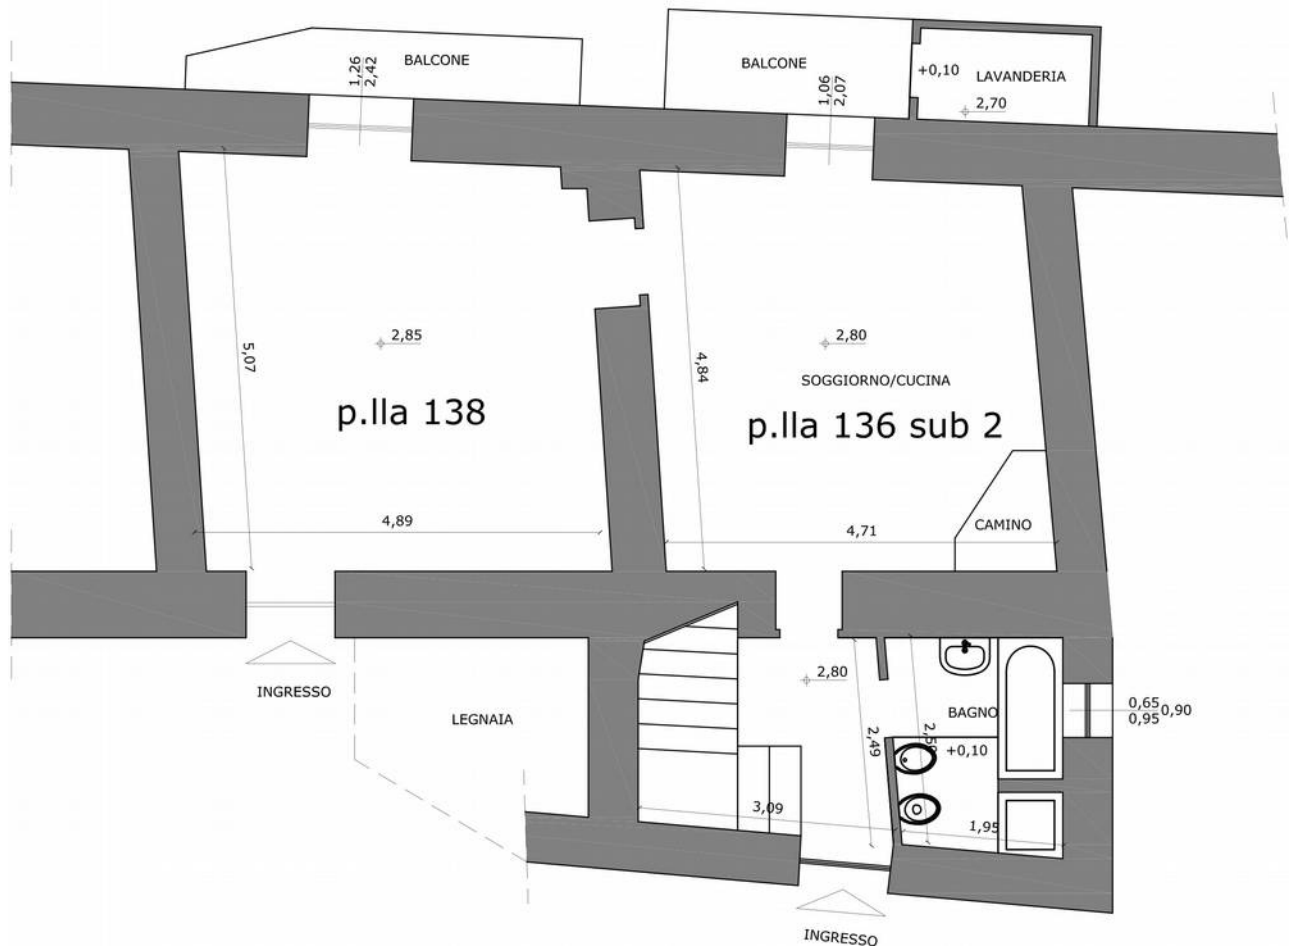 BALCONE
1,26
2,42
BALCONE
1,06
2,07
+0,10
LAVANDERIA
2,70
5,07
2,85
p.lla 138
4,89
4,84
2,80
SOGGIORNO/CUCINA
p.lla 136 sub 2
CAMINO
4,71
INGRESSO
LEGNAIA
2,80
2,49
BAGNO
+0,10
0,65
0,95
0,90
3,09
1,95
INGRESSO